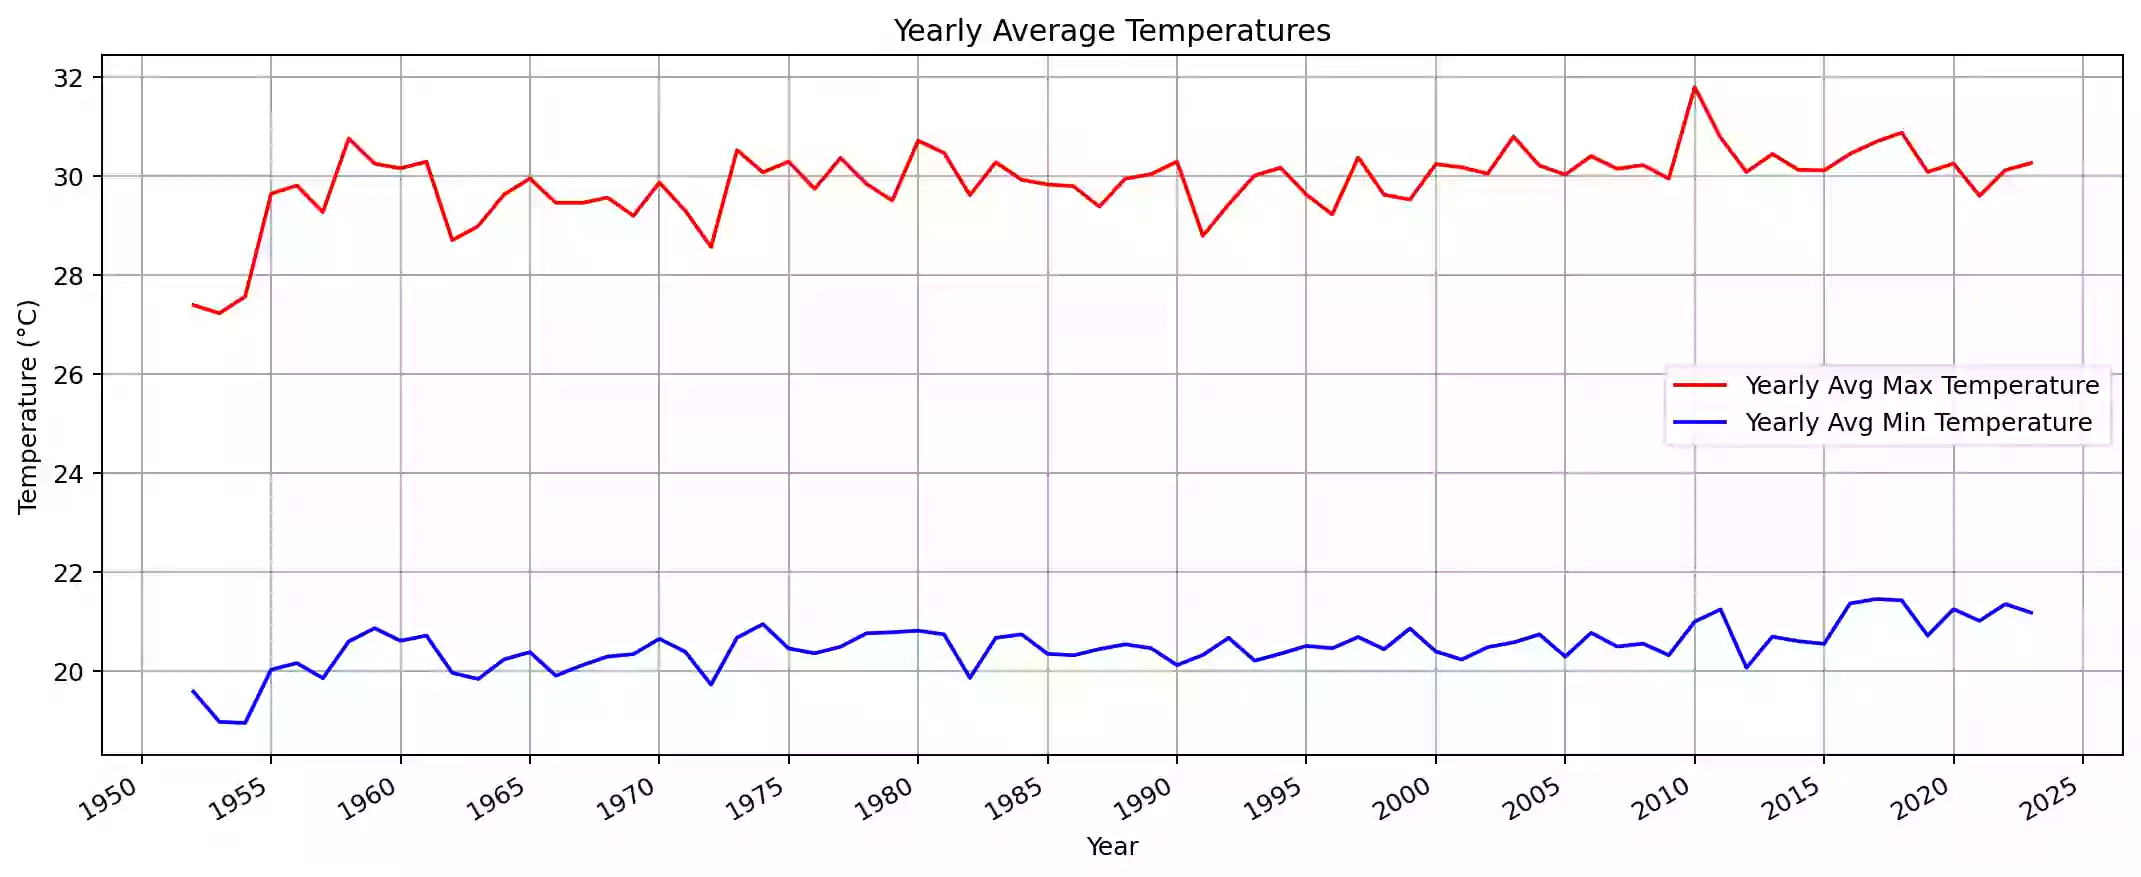 Yearly Average Temperatures
32
30
28
26
24
22
20
Temperature (°C)
Yearly Avg Max Temperature
Yearly Avg Min Temperature
1950 1955 1960 1965 1970 1975 1980 1985 1990 1995 2000 2005 2010 2015 2020 2025
Year